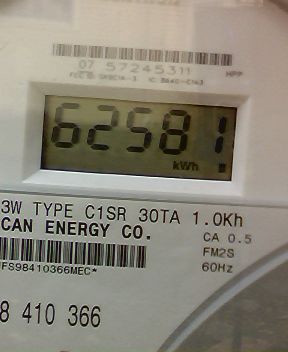 07 57245311
HPP
62581
kWh
3W TYPE C1SR 30TA 1.0Kh
CAN ENERGY CO.
CA 0.5
FM2S
60Hz
FS98410366MEC*
8 410 366